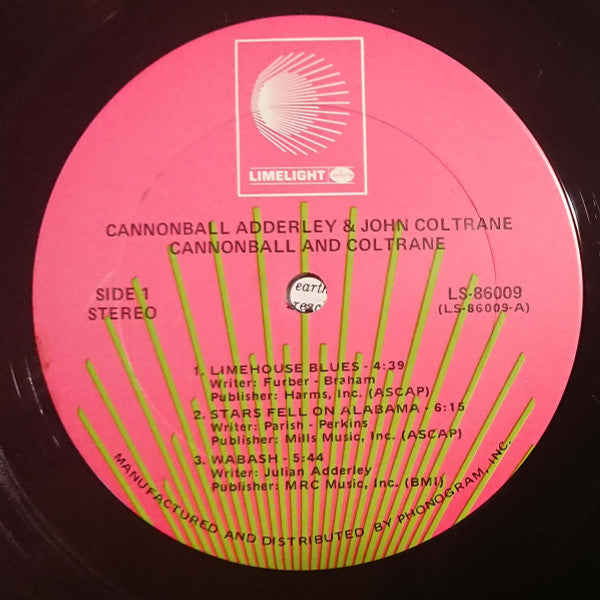 LIMELIGHT
CANNONBALL ADDERLEY & JOHN COLTRANE
CANNONBALL AND COLTRANE
SIDE 1
STEREO
LS-86009
(LS-86009-A)
earth
1. LIMEHOUSE BLUES - 4:39
Writer: Furber - Braham
Publisher: Harms, Inc. (ASCAP)
2. STARS FELL ON ALABAMA - 6:15
Writer: Parish - Perkins
Publisher: Mills Music, Inc. (ASCAP)
3. WABASH - 5:44
Writer: Julian Adderley
Publisher: MRC Music, Inc. (BMI)
MANUFACTURED AND DISTRIBUTED BY PHONOGRAM, INC.